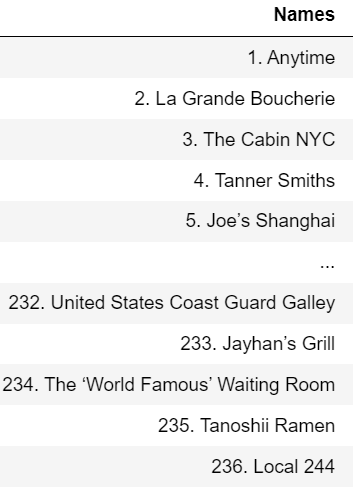 Names
1. Anytime
2. La Grande Boucherie
3. The Cabin NYC
4. Tanner Smiths
5. Joe’s Shanghai
...
232. United States Coast Guard Galley
233. Jayhan’s Grill
234. The ‘World Famous’ Waiting Room
235. Tanoshii Ramen
236. Local 244